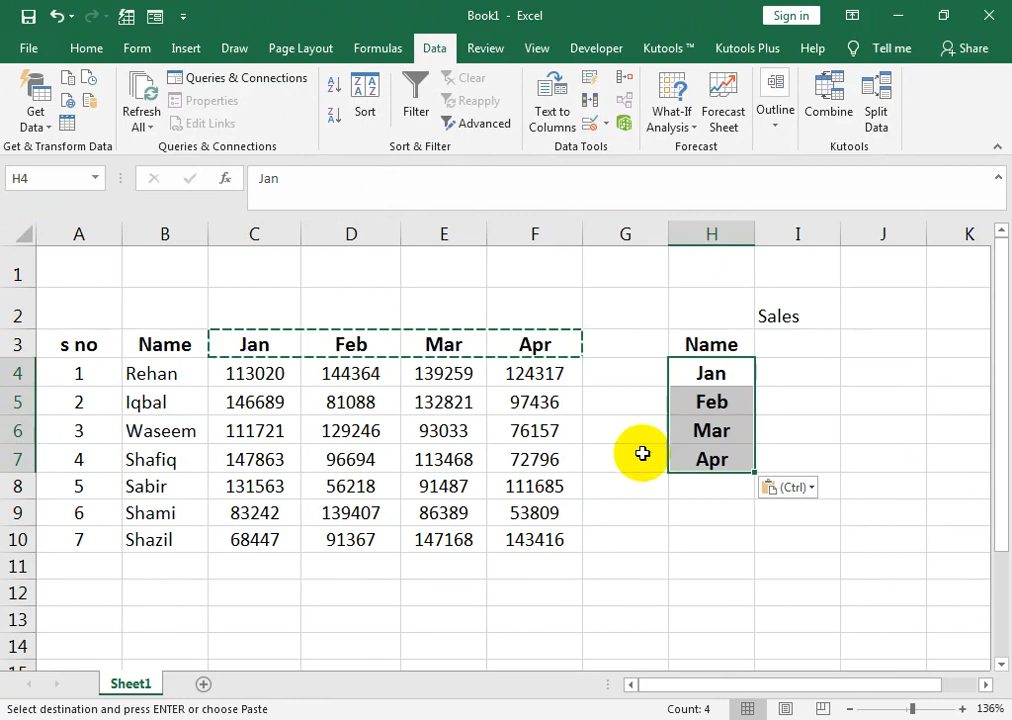 Book1 - Excel
Sign in
File Home Form Insert Draw Page Layout Formulas Data Review View Developer Kutools ™ Kutools Plus Help Tell me Share
Get Data
Refresh All
Queries & Connections
Properties
Edit Links
Sort
Filter
Clear
Reapply
Advanced
Text to Columns
What-If Analysis
Forecast Sheet
Outline
Combine
Split Data
Get & Transform Data Queries & Connections Sort & Filter Data Tools Forecast Kutools
H4 fx Jan
A B C D E F G H I J K
1
2 Sales
3 s no Name Jan Feb Mar Apr Name
4 1 Rehan 113020 144364 139259 124317 Jan
5 2 Iqbal 146689 81088 132821 97436 Feb
6 3 Waseem 111721 129246 93033 76157 Mar
7 4 Shafiq 147863 96694 113468 72796 Apr
8 5 Sabir 131563 56218 91487 111685 (Ctrl)
9 6 Shami 83242 139407 86389 53809
10 7 Shazil 68447 91367 147168 143416
11
12
13
14
Sheet1
Select destination and press ENTER or choose Paste Count: 4 136%